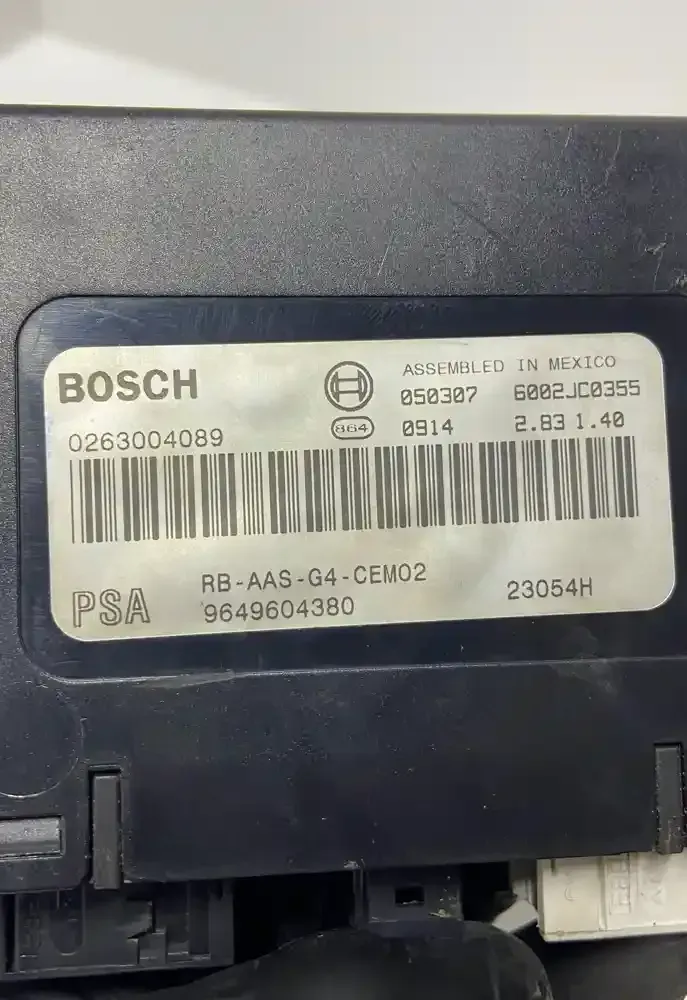 BOSCH
ASSEMBLED IN MEXICO
050307 6002JC0355
0263004089
864 0914 2.83 1.40
RB-AAS-G4-CEM02
PSA 9649604380 23054H